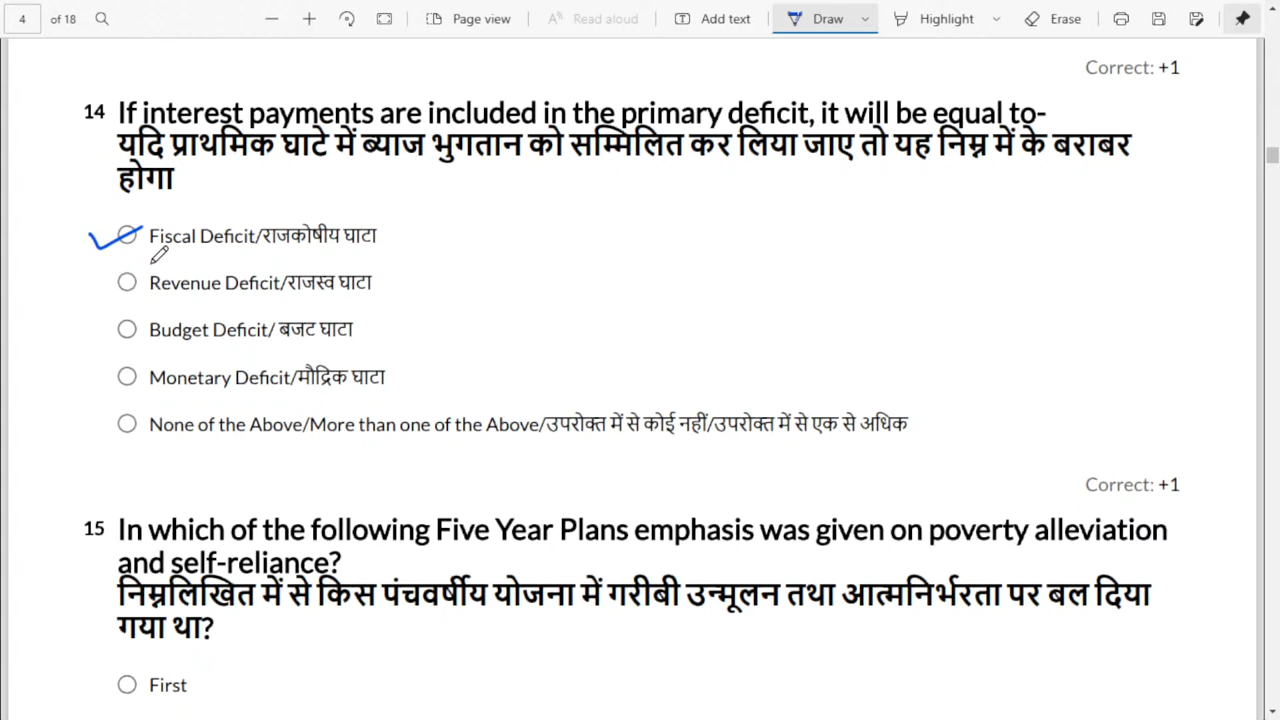 4 of 18 Page view Read aloud Add text Draw Highlight Erase
Correct: +1
14 If interest payments are included in the primary deficit, it will be equal to-
यदि प्राथमिक घाटे में ब्याज भुगतान को सम्मिलित कर लिया जाए तो यह निम्न में के बराबर
होगा
Fiscal Deficit/राजकोषीय घाटा
Revenue Deficit/राजस्व घाटा
Budget Deficit/ बजट घाटा
Monetary Deficit/मौद्रिक घाटा
None of the Above/More than one of the Above/उपरोक्त में से कोई नहीं/उपरोक्त में से एक से अधिक
Correct: +1
15 In which of the following Five Year Plans emphasis was given on poverty alleviation
and self-reliance?
निम्नलिखित में से किस पंचवर्षीय योजना में गरीबी उन्मूलन तथा आत्मनिर्भरता पर बल दिया
गया था?
First